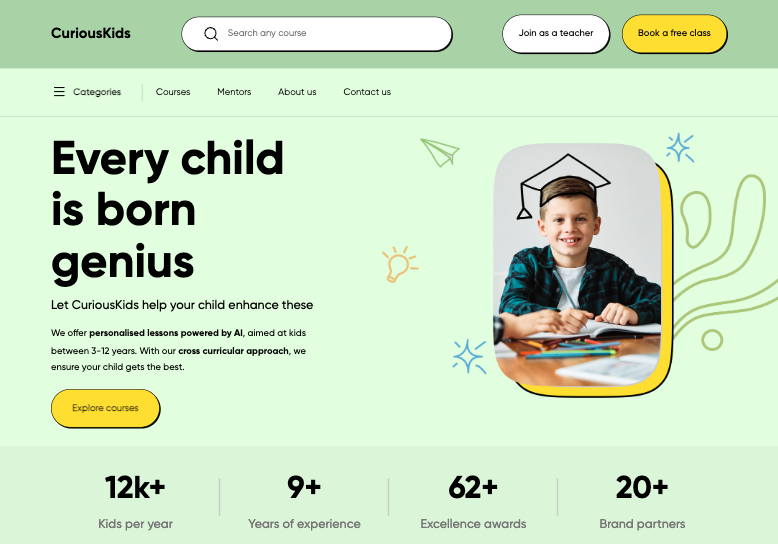 CuriousKids
Search any course
Join as a teacher
Book a free class
Categories
Courses
Mentors
About us
Contact us
Every child
is born
genius
Let CuriousKids help your child enhance these
We offer personalised lessons powered by AI, aimed at kids
between 3-12 years. With our cross curricular approach, we
ensure your child gets the best.
Explore courses
12k+
Kids per year
9+
Years of experience
62+
Excellence awards
20+
Brand partners